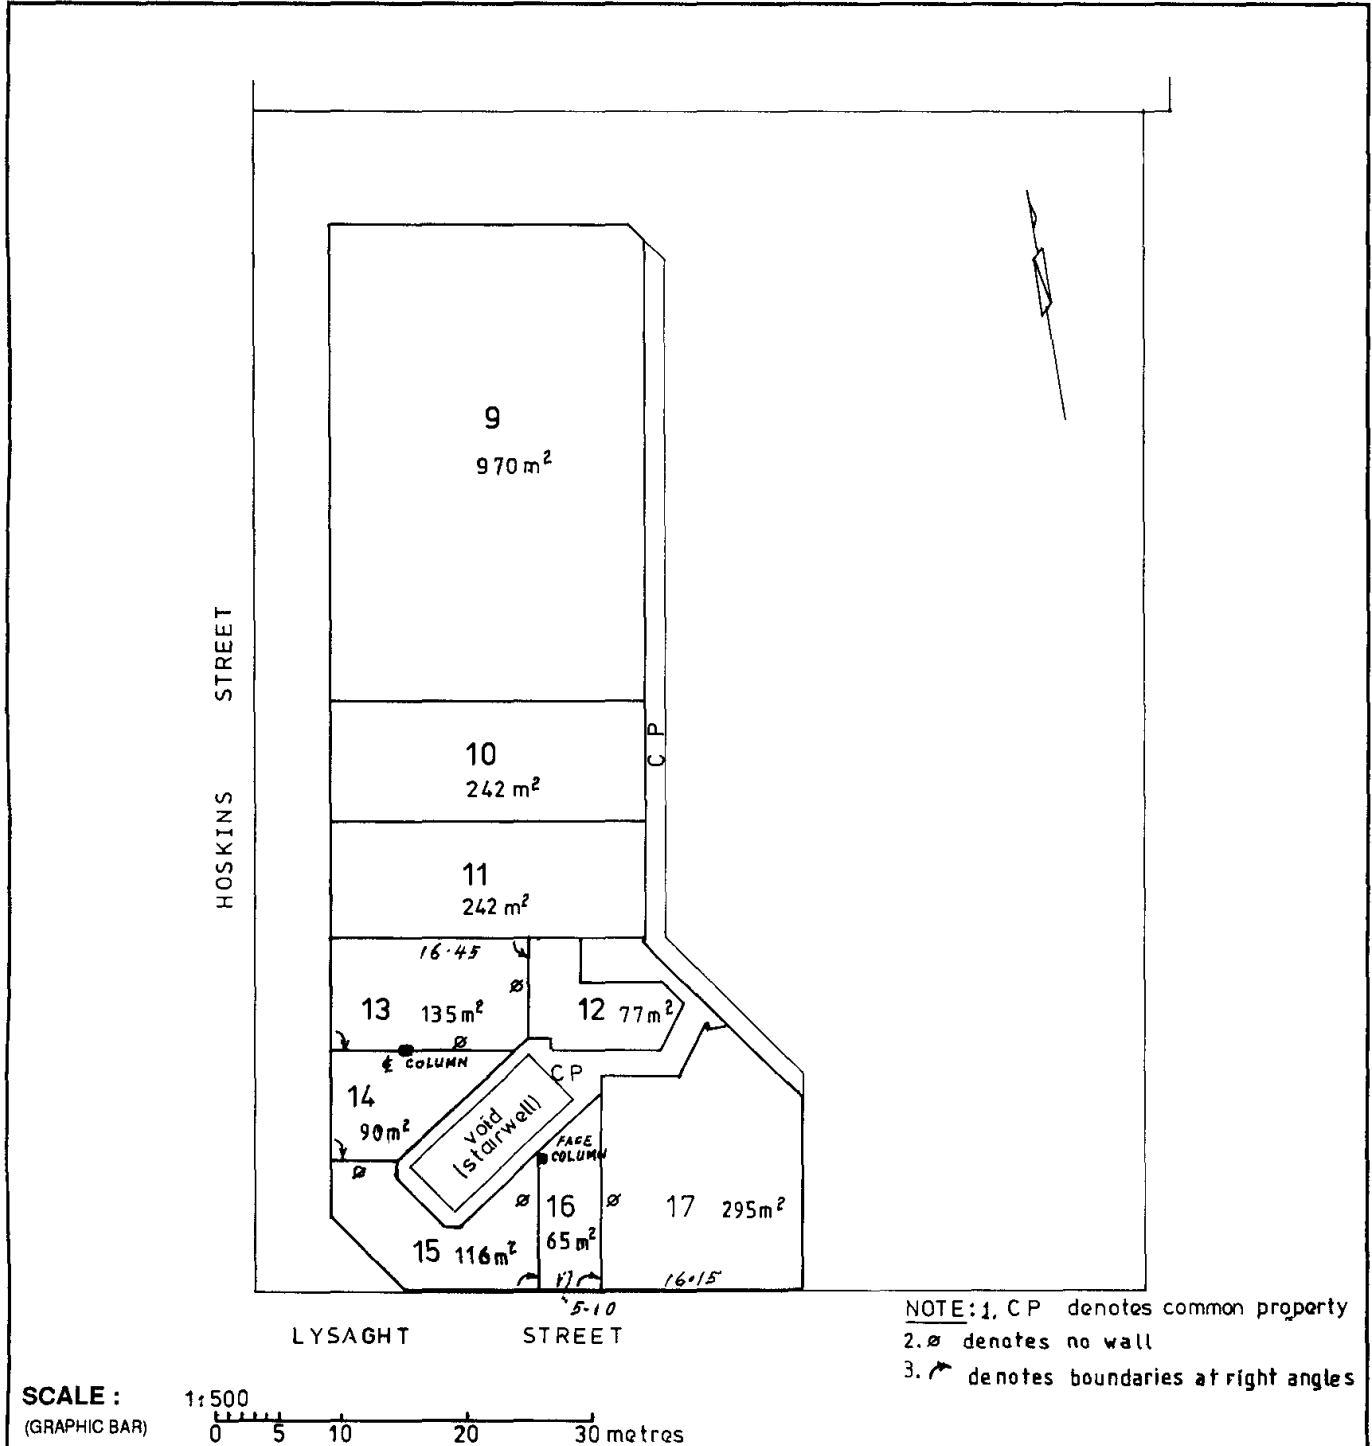 9
970 m²
HOSKINS STREET
10
242 m²
C P
11
242 m²
16·45
ø
13 135 m²
12 77 m²
ø
℄ COLUMN
CP
14
90 m²
void
(stairwell)
FACE
COLUMN
ø
ø
16
ø
17 295 m²
65 m²
15 116 m²
16·15
5-10
LYSAGHT STREET
NOTE: 1. C P denotes common property
2. ø denotes no wall
3. denotes boundaries at right angles
SCALE :
1:500
(GRAPHIC BAR)
0 5 10 20 30 metres